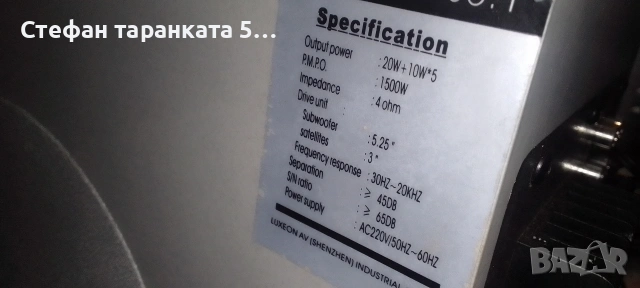 Стефан таранката 5...
Specification
Output power : 20W+10W*5
P.M.P.O. : 1500W
Impedance : 4 ohm
Drive unit :
Subwoofer : 5.25"
satellites : 3"
Frequency response : 30HZ~20KHZ
Separation : ≥ 45DB
S/N ratio : ≥ 65DB
Power supply : AC220V/50HZ~60HZ
LUXEON AV (SHENZHEN) INDUSTRIAL
BAZAR